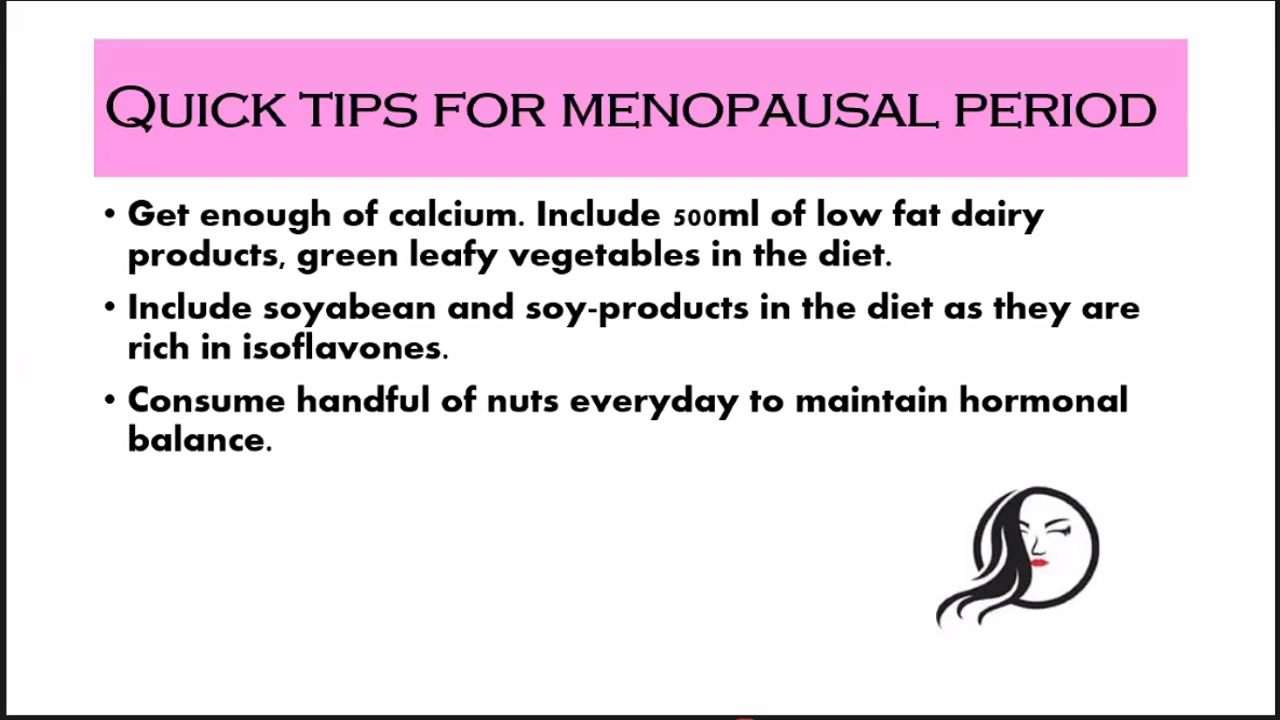 Quick tips for menopausal period
• Get enough of calcium. Include 500ml of low fat dairy
products, green leafy vegetables in the diet.
• Include soyabean and soy-products in the diet as they are
rich in isoflavones.
• Consume handful of nuts everyday to maintain hormonal
balance.